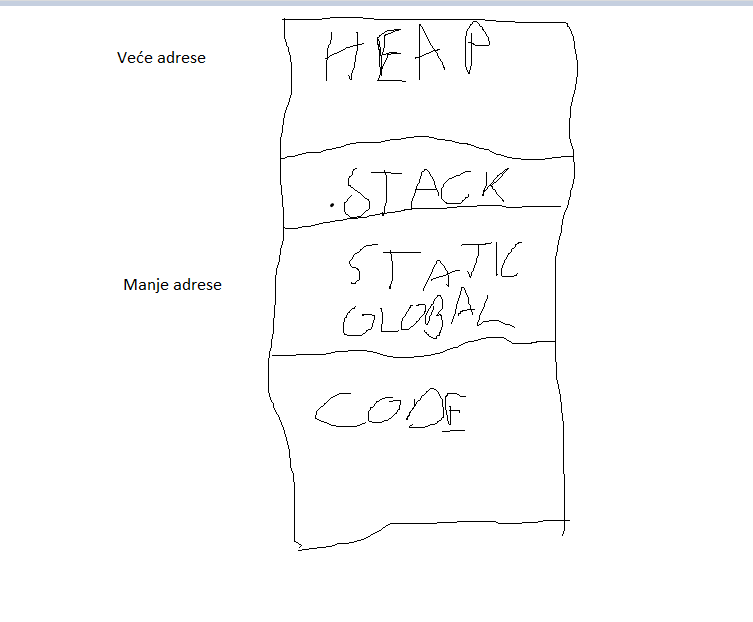 Veće adrese
HEAP
.STACK
Manje adrese
STATIC
GLOBAL
CODE